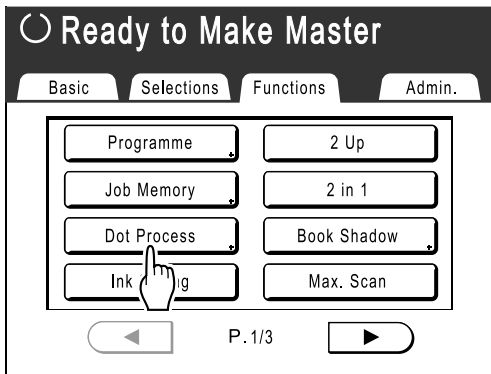 Ready to Make Master
Basic Selections Functions Admin.
Programme 2 Up
Job Memory 2 in 1
Dot Process Book Shadow
Ink Max. Scan
P.1/3